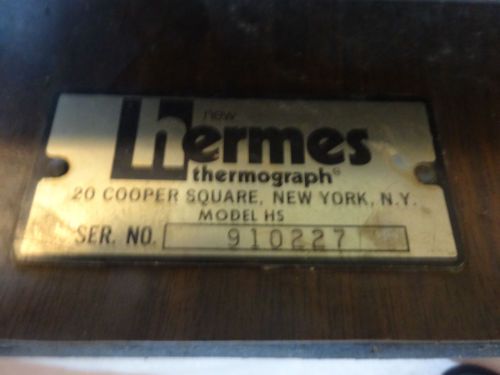 new
hermes
thermograph®
20 COOPER SQUARE, NEW YORK, N.Y.
MODEL HS
SER. NO. 910227